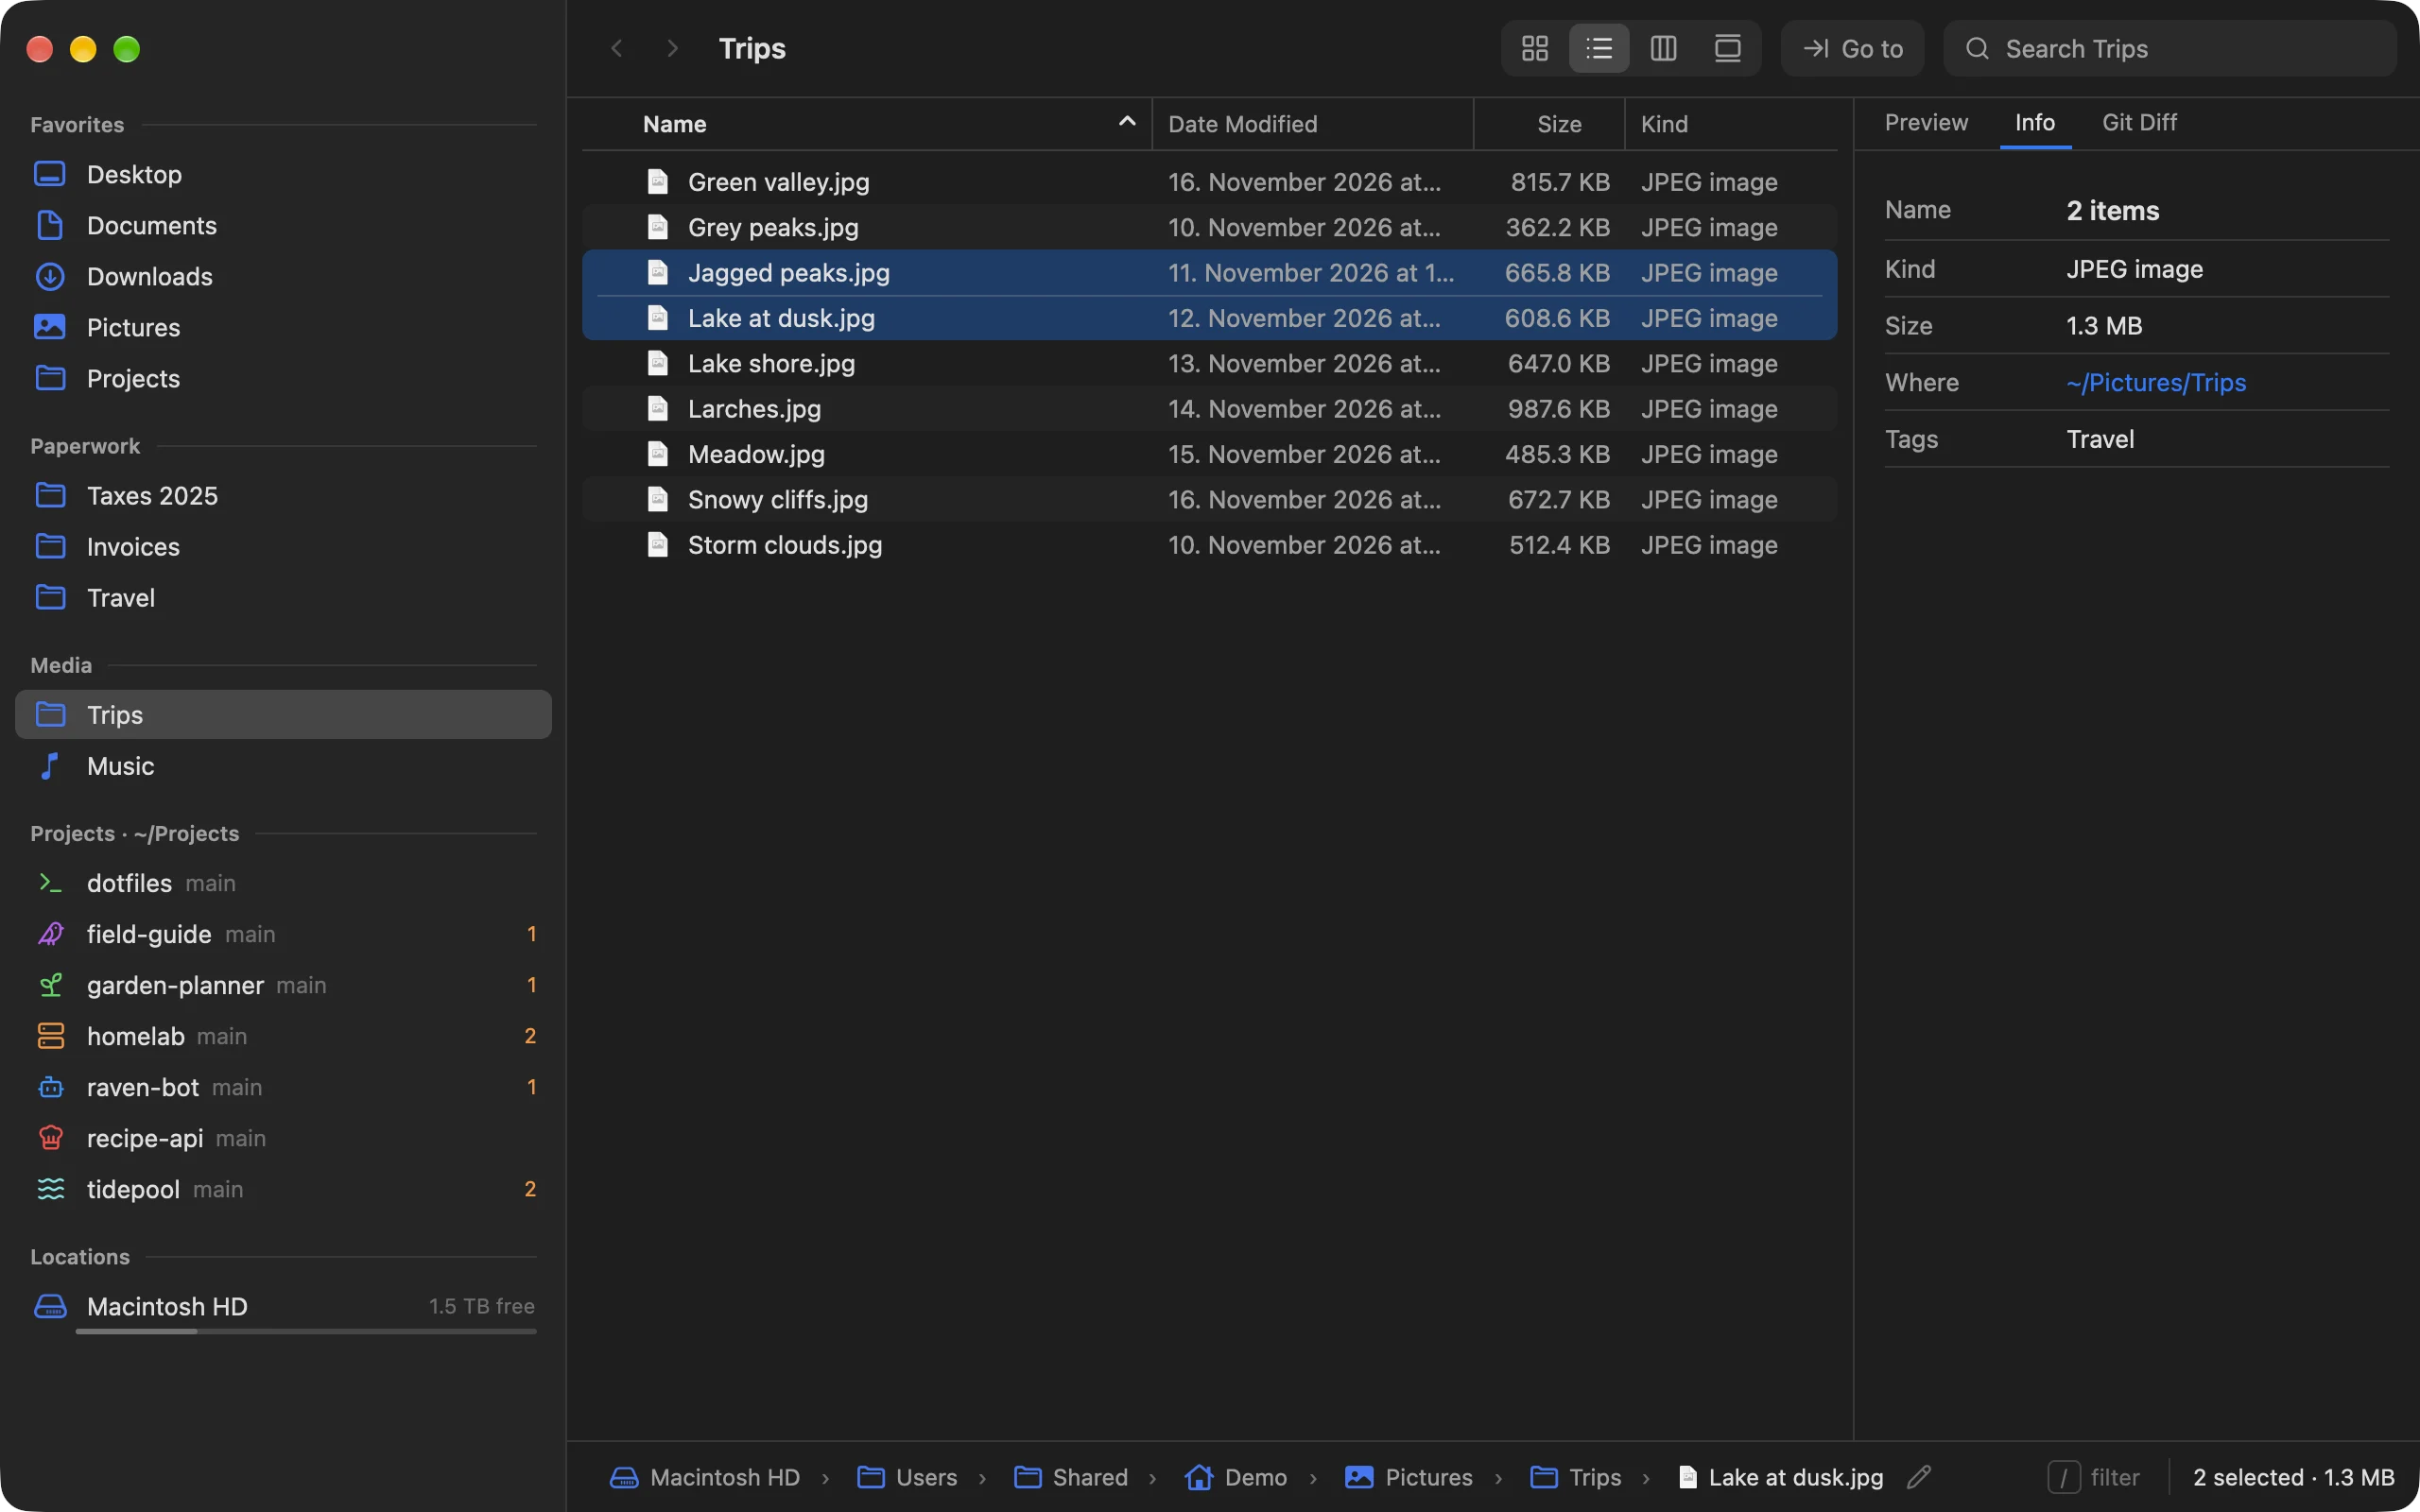 Favorites
Desktop
Documents
Downloads
Pictures
Projects
Paperwork
Taxes 2025
Invoices
Travel
Media
Trips
Music
Projects · ~/Projects
dotfiles main
field-guide main 1
garden-planner main 1
homelab main 2
raven-bot main 1
recipe-api main
tidepool main 2
Locations
Macintosh HD 1.5 TB free
Trips
Go to
Search Trips
Name Date Modified Size Kind
Green valley.jpg 16. November 2026 at... 815.7 KB JPEG image
Grey peaks.jpg 10. November 2026 at... 362.2 KB JPEG image
Jagged peaks.jpg 11. November 2026 at 1... 665.8 KB JPEG image
Lake at dusk.jpg 12. November 2026 at... 608.6 KB JPEG image
Lake shore.jpg 13. November 2026 at... 647.0 KB JPEG image
Larches.jpg 14. November 2026 at... 987.6 KB JPEG image
Meadow.jpg 15. November 2026 at... 485.3 KB JPEG image
Snowy cliffs.jpg 16. November 2026 at... 672.7 KB JPEG image
Storm clouds.jpg 10. November 2026 at... 512.4 KB JPEG image
Preview Info Git Diff
Name 2 items
Kind JPEG image
Size 1.3 MB
Where ~/Pictures/Trips
Tags Travel
Macintosh HD › Users › Shared › Demo › Pictures › Trips › Lake at dusk.jpg
/ filter
2 selected · 1.3 MB